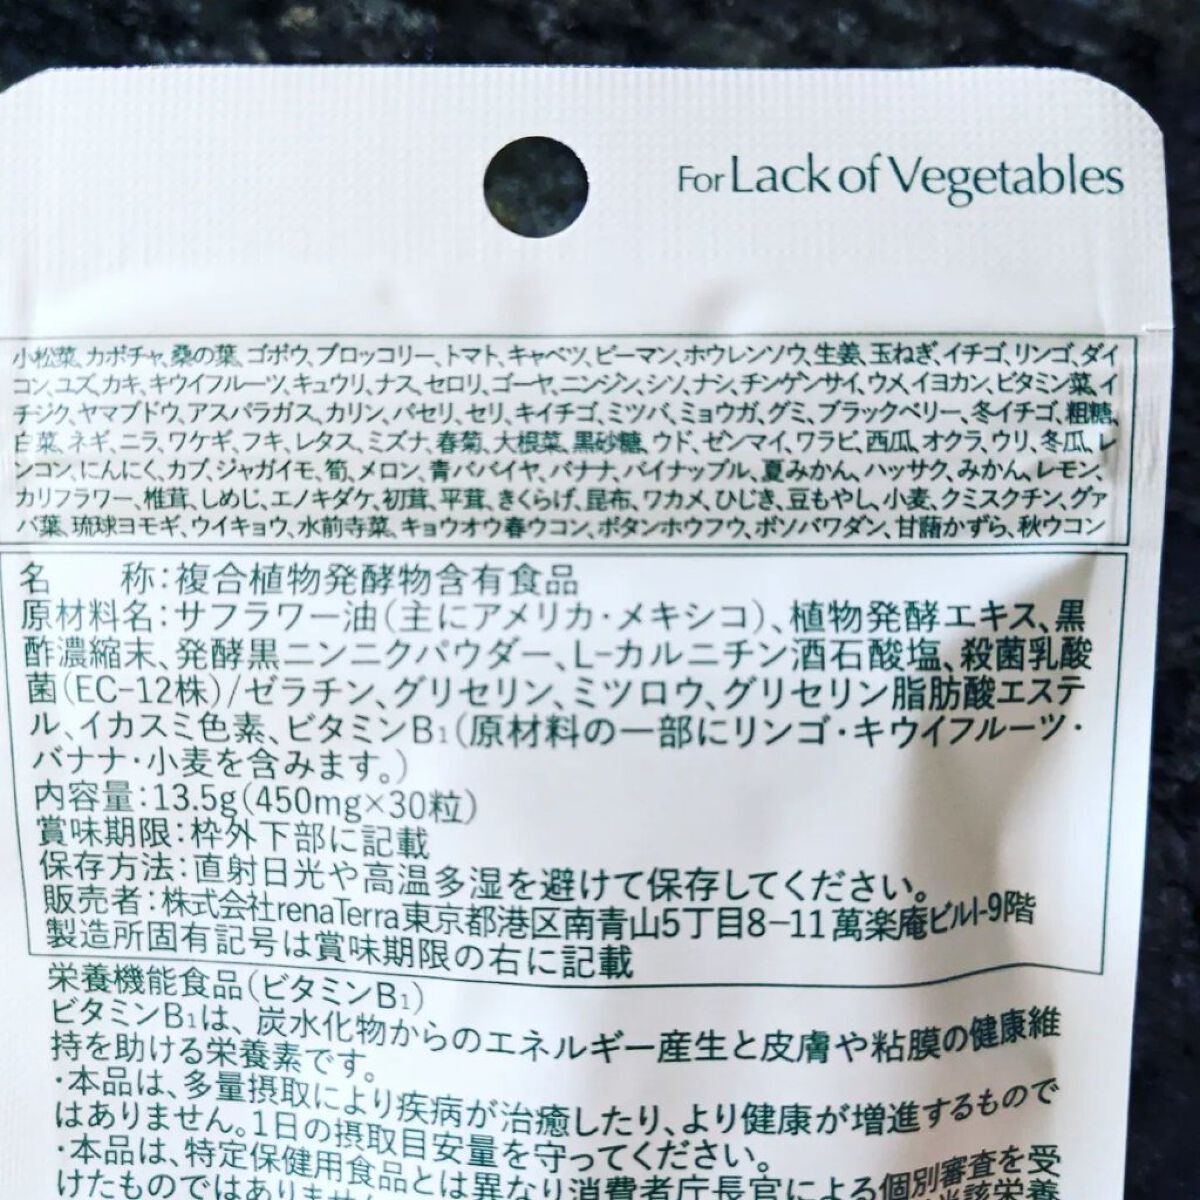 For Lack of Vegetables
小松菜、カボチャ、桑の葉、ゴボウ、ブロッコリー、トマト、キャベツ、ピーマン、ホウレンソウ、生姜、玉ねぎ、イチゴ、リンゴ、ダイ
コン、ユズ、カキ、キウイフルーツ、キュウリ、ナス、セロリ、ゴーヤ、ニンジン、シソ、ナシ、チンゲンサイ、ウメ、イヨカン、ビタミン菜、イ
チジク、ヤマブドウ、アスパラガス、カリン、パセリ、セリ、キイチゴ、ミツバ、ミョウガ、グミ、ブラックベリー、冬イチゴ、粗糖、
白菜、ネギ、ニラ、ワケギ、フキ、レタス、ミズナ、春菊、大根菜、黒砂糖、ウド、ゼンマイ、ワラビ、西瓜、オクラ、ウリ、冬瓜、レ
ンコン、にんにく、カブ、ジャガイモ、筍、メロン、青パパイヤ、バナナ、パイナップル、夏みかん、ハッサク、みかん、レモン、
カリフラワー、椎茸、しめじ、エノキダケ、初茸、平茸、きくらげ、昆布、ワカメ、ひじき、豆もやし、小麦、クミスクチン、グァ
バ葉、琉球ヨモギ、ウイキョウ、水前寺菜、キョウオウ春ウコン、ボタンホウフウ、ホソバワダン、甘藷かずら、秋ウコン
名　　称：複合植物発酵物含有食品
原材料名：サフラワー油（主にアメリカ・メキシコ）、植物発酵エキス、黒
酢濃縮末、発酵黒ニンニクパウダー、L-カルニチン酒石酸塩、殺菌乳酸
菌（EC-12株）/ゼラチン、グリセリン、ミツロウ、グリセリン脂肪酸エステ
ル、イカスミ色素、ビタミンB₁（原材料の一部にリンゴ・キウイフルーツ・
バナナ・小麦を含みます。）
内容量：13.5g（450mg×30粒）
賞味期限：枠外下部に記載
保存方法：直射日光や高温多湿を避けて保存してください。
販売者：株式会社renaTerra東京都港区南青山5丁目8-11萬楽庵ビルI-9階
製造所固有記号は賞味期限の右に記載
栄養機能食品（ビタミンB₁）
ビタミンB₁は、炭水化物からのエネルギー産生と皮膚や粘膜の健康維
持を助ける栄養素です。
・本品は、多量摂取により疾病が治癒したり、より健康が増進するもので
はありません。1日の摂取目安量を守ってください。
・本品は、特定保健用食品とは異なり消費者庁長官による個別審査を受
けたものではありません